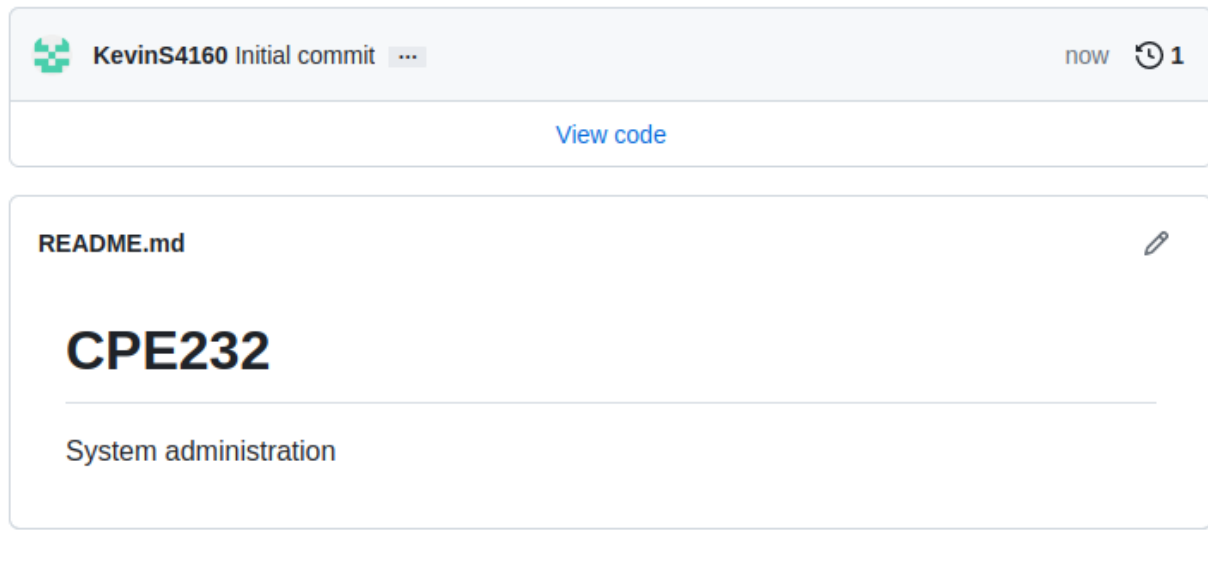 KevinS4160 Initial commit ... now 1
View code
README.md
CPE232
System administration